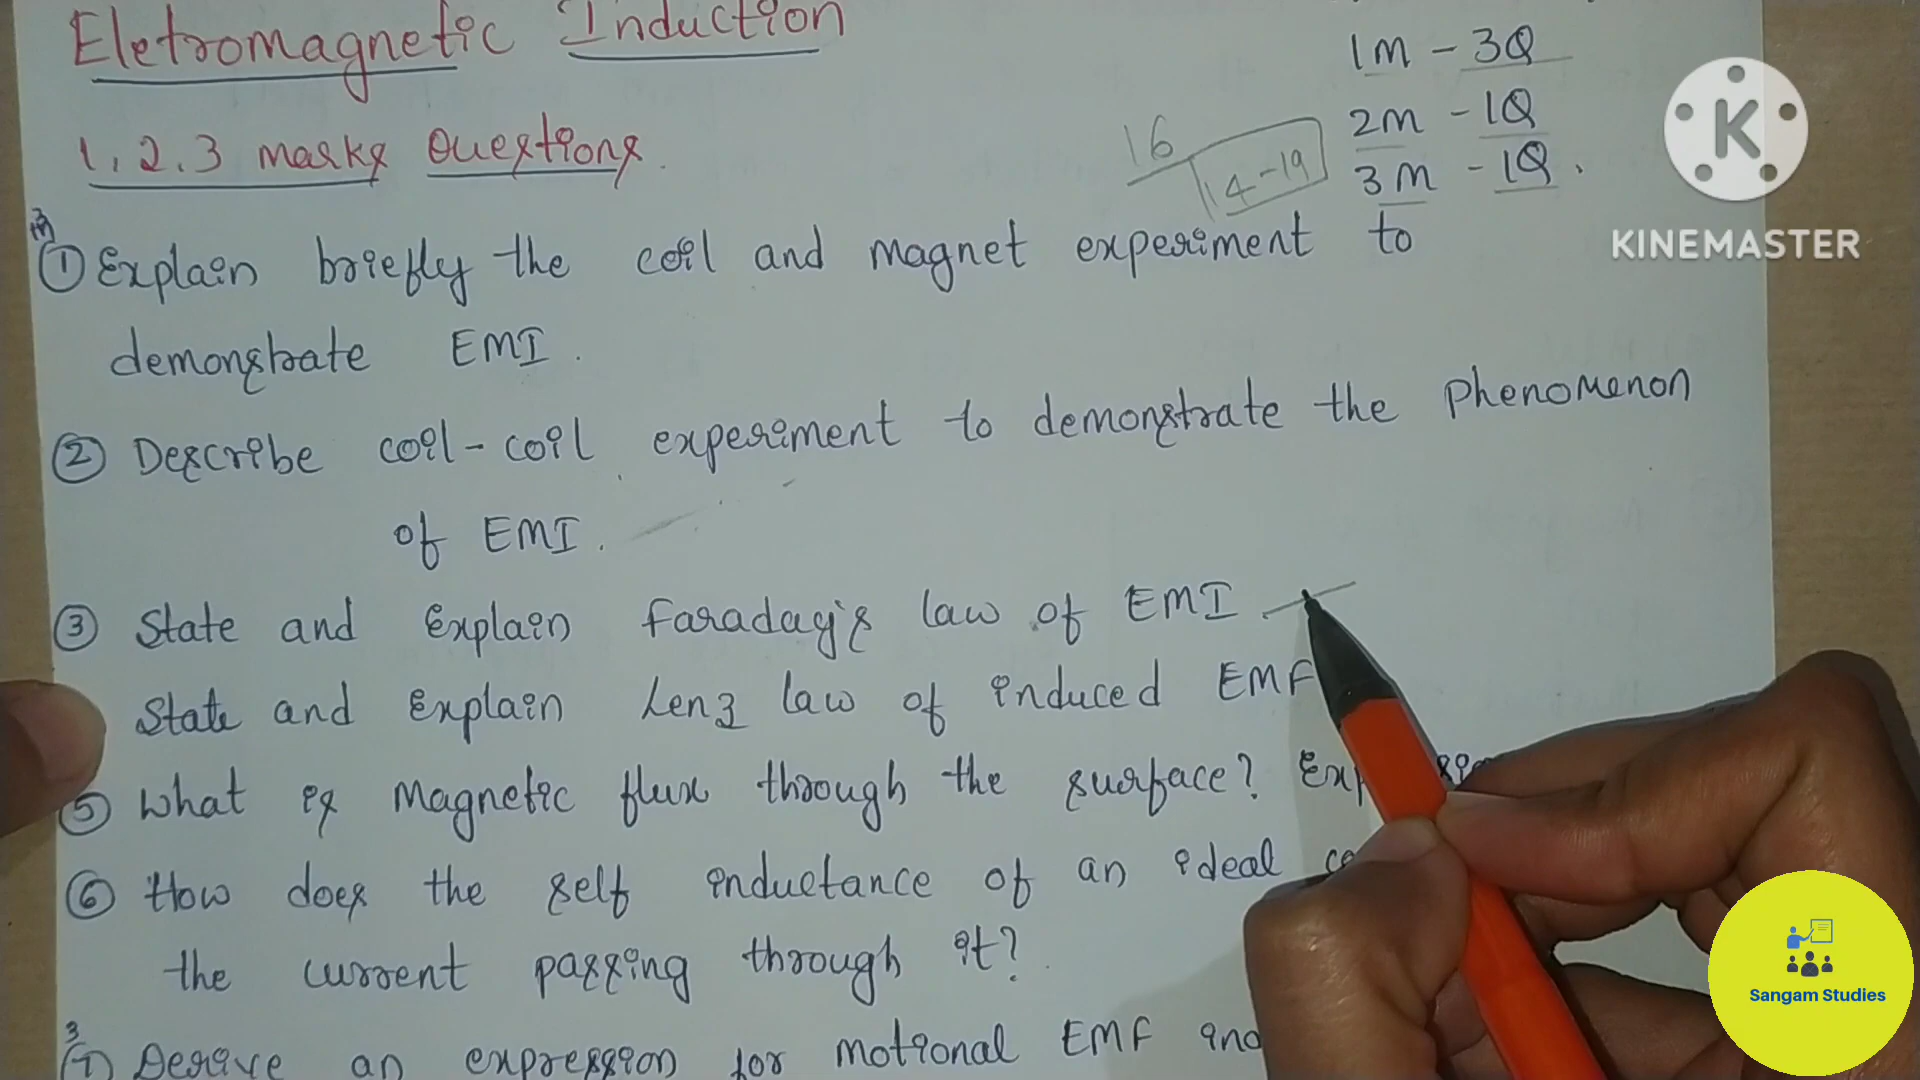 Eletromagnetic Induction
1M - 3Q
2M - 1Q
3M - 1Q.
16
14-19
1, 2, 3 marks Questions.
K
KINEMASTER
① Explain briefly the coil and magnet experiment to
demonstrate EMI.
② Describe coil-coil experiment to demonstrate the Phenomenon
of EMI.
③ State and Explain Faraday's law of EMI
State and Explain Lenz law of induced EMF
⑤ What is Magnetic flux through the surface?
⑥ How does the self inductance of an ideal
the current passing through it?
3
⑦ Derive an expression for motional EMF
Sangam Studies